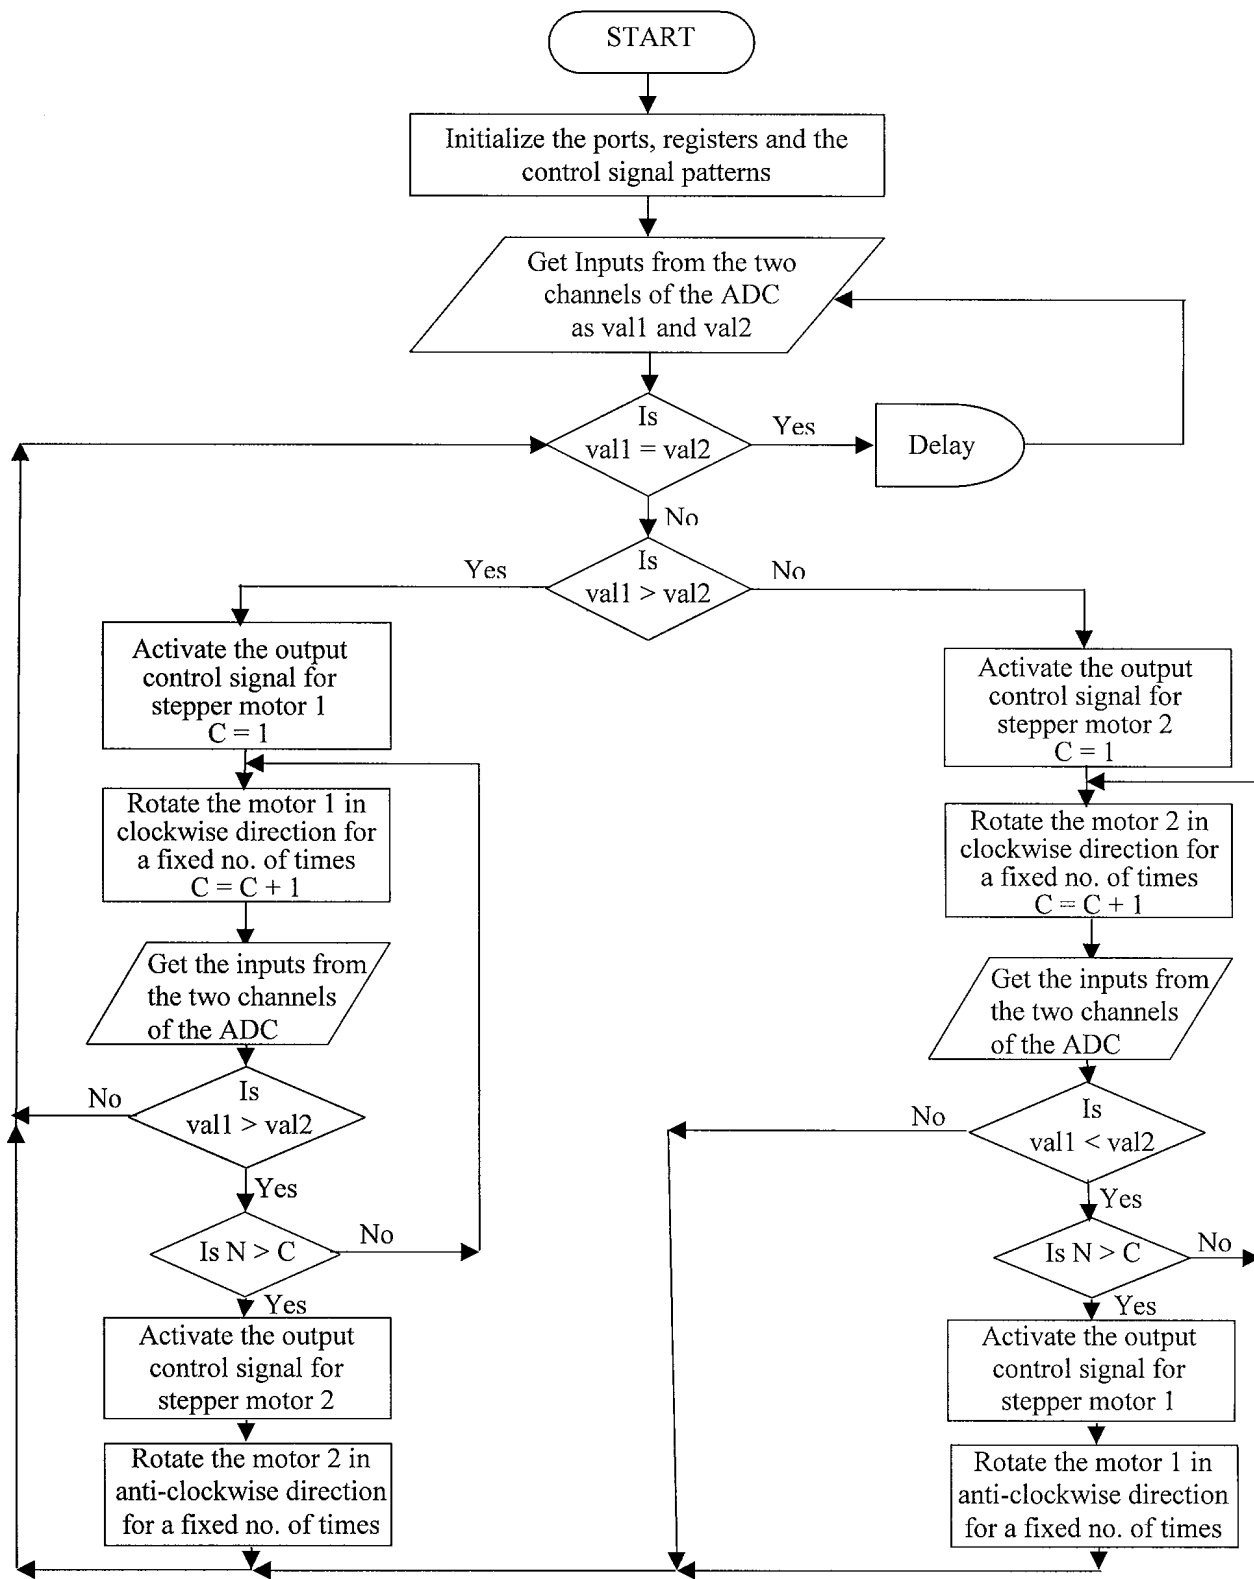 START
Initialize the ports, registers and the
control signal patterns
Get Inputs from the two
channels of the ADC
as val1 and val2
Is
val1 = val2
Yes
Delay
No
Is
val1 > val2
Yes
No
Activate the output
control signal for
stepper motor 1
C = 1
Rotate the motor 1 in
clockwise direction for
a fixed no. of times
C = C + 1
Get the inputs from
the two channels
of the ADC
Is
val1 > val2
No
Yes
Is N > C
No
Yes
Activate the output
control signal for
stepper motor 2
Rotate the motor 2 in
anti-clockwise direction
for a fixed no. of times
Activate the output
control signal for
stepper motor 2
C = 1
Rotate the motor 2 in
clockwise direction for
a fixed no. of times
C = C + 1
Get the inputs from
the two channels
of the ADC
Is
val1 < val2
No
Yes
Is N > C
No
Yes
Activate the output
control signal for
stepper motor 1
Rotate the motor 1 in
anti-clockwise direction
for a fixed no. of times